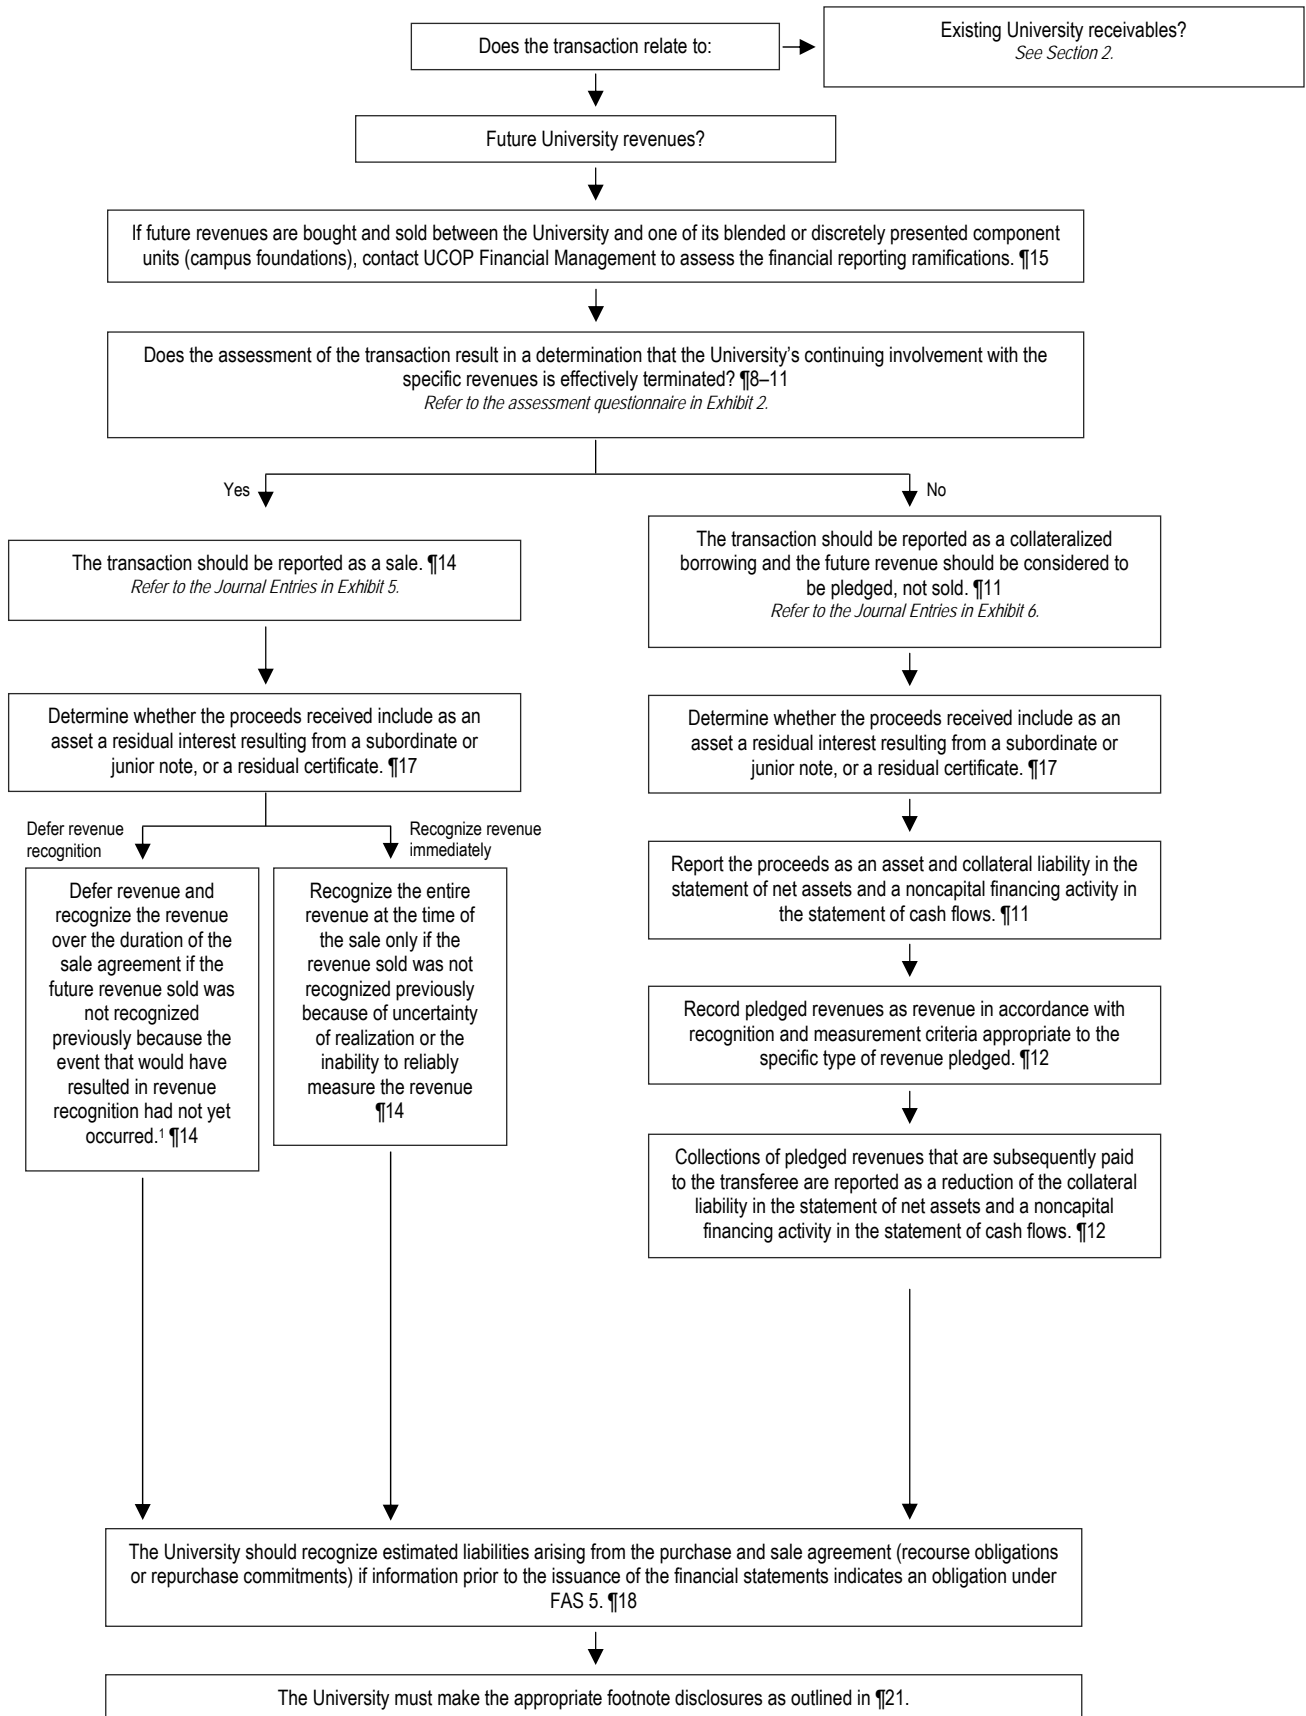 Does the transaction relate to:
Existing University receivables?
See Section 2.
Future University revenues?
If future revenues are bought and sold between the University and one of its blended or discretely presented component
units (campus foundations), contact UCOP Financial Management to assess the financial reporting ramifications. ¶15
Does the assessment of the transaction result in a determination that the University’s continuing involvement with the
specific revenues is effectively terminated? ¶8–11
Refer to the assessment questionnaire in Exhibit 2.
Yes
No
The transaction should be reported as a sale. ¶14
Refer to the Journal Entries in Exhibit 5.
The transaction should be reported as a collateralized
borrowing and the future revenue should be considered to
be pledged, not sold. ¶11
Refer to the Journal Entries in Exhibit 6.
Determine whether the proceeds received include as an
asset a residual interest resulting from a subordinate or
junior note, or a residual certificate. ¶17
Determine whether the proceeds received include as an
asset a residual interest resulting from a subordinate or
junior note, or a residual certificate. ¶17
Defer revenue
recognition
Recognize revenue
immediately
Defer revenue and
recognize the revenue
over the duration of the
sale agreement if the
future revenue sold was
not recognized
previously because the
event that would have
resulted in revenue
recognition had not yet
occurred.¹ ¶14
Recognize the entire
revenue at the time of
the sale only if the
revenue sold was not
recognized previously
because of uncertainty
of realization or the
inability to reliably
measure the revenue
¶14
Report the proceeds as an asset and collateral liability in the
statement of net assets and a noncapital financing activity in
the statement of cash flows. ¶11
Record pledged revenues as revenue in accordance with
recognition and measurement criteria appropriate to the
specific type of revenue pledged. ¶12
Collections of pledged revenues that are subsequently paid
to the transferee are reported as a reduction of the collateral
liability in the statement of net assets and a noncapital
financing activity in the statement of cash flows. ¶12
The University should recognize estimated liabilities arising from the purchase and sale agreement (recourse obligations
or repurchase commitments) if information prior to the issuance of the financial statements indicates an obligation under
FAS 5. ¶18
The University must make the appropriate footnote disclosures as outlined in ¶21.